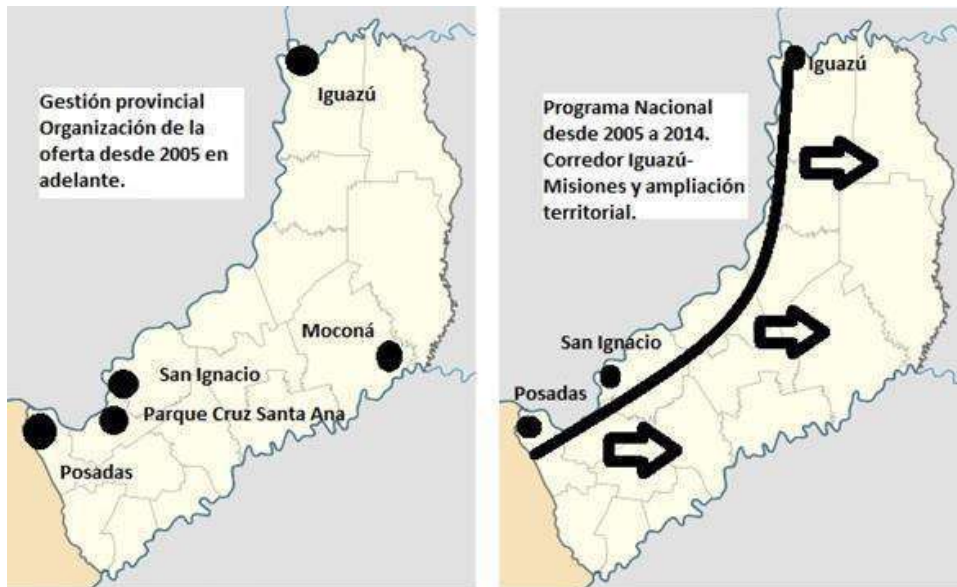 Iguazú
Gestión provincial
Organización de la
oferta desde 2005 en
adelante.
Moconá
San Ignacio
Parque Cruz Santa Ana
Posadas
Iguazú
Programa Nacional
desde 2005 a 2014.
Corredor Iguazú-
Misiones y ampliación
territorial.
San Ignacio
Posadas